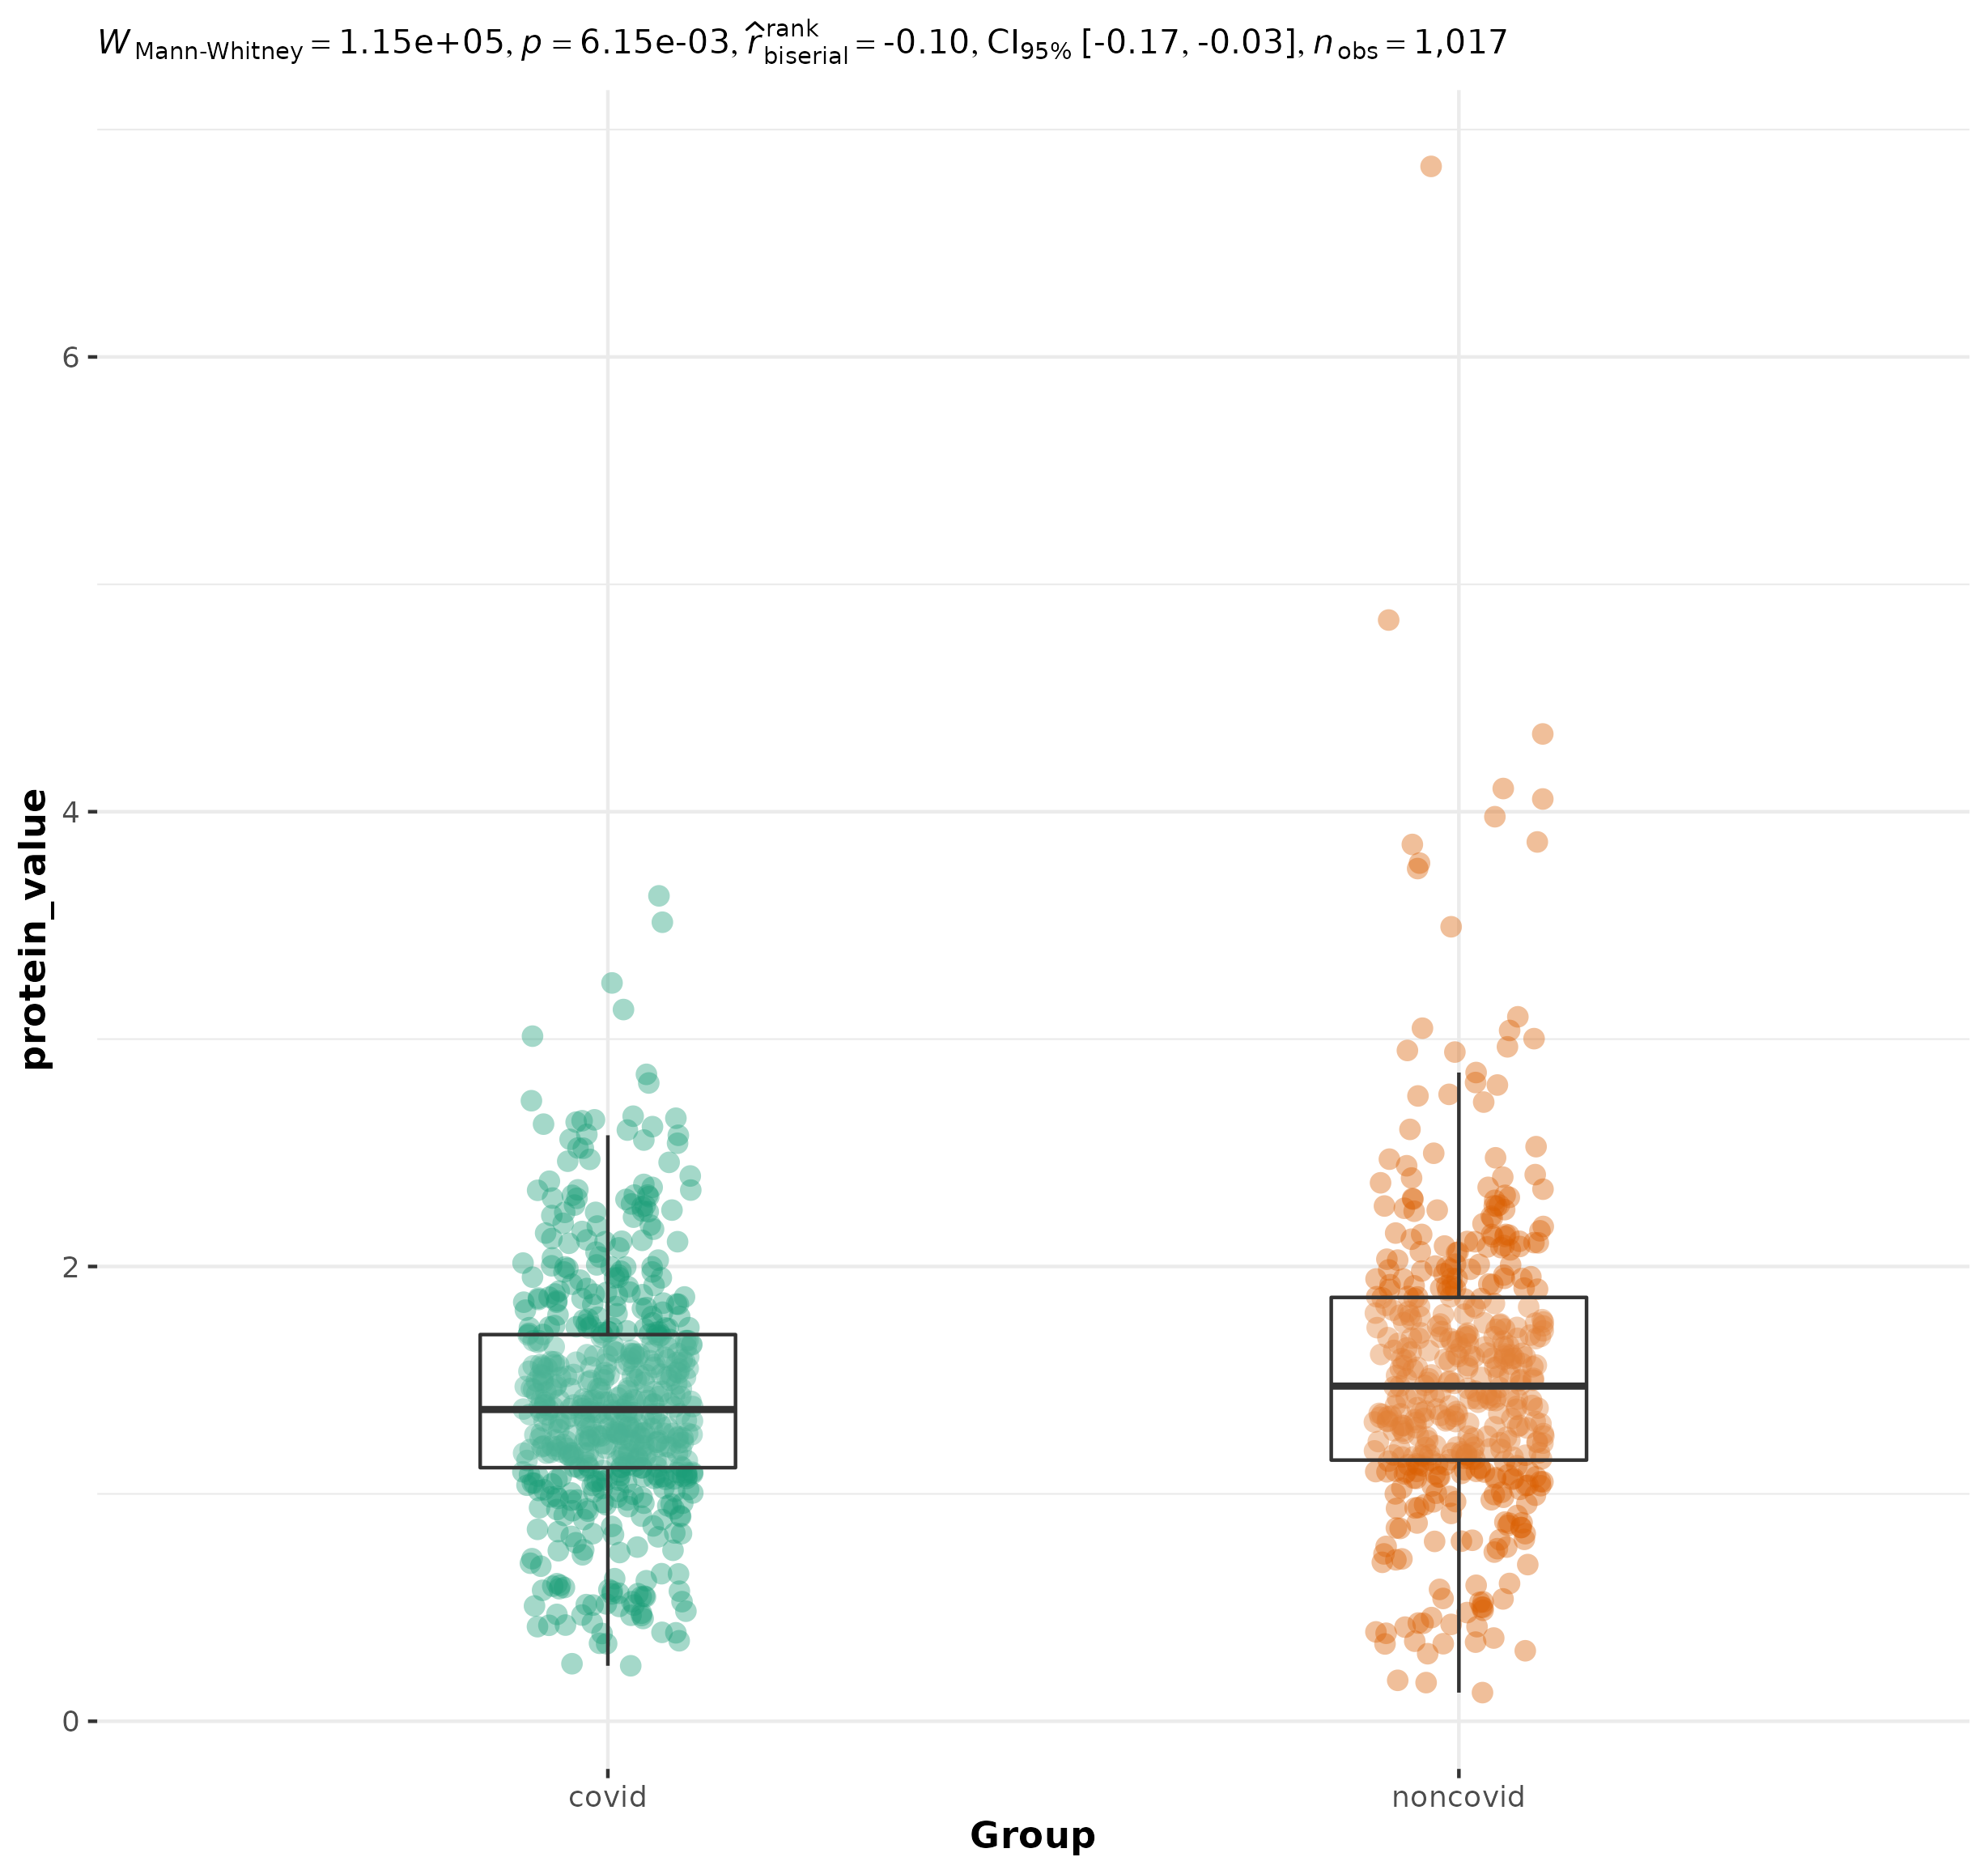 W Mann-Whitney = 1.15e+05, p = 6.15e-03, r̂ rank biserial = -0.10, CI95% [-0.17, -0.03], n obs = 1,017
6
4
2
0
protein_value
covid noncovid
Group